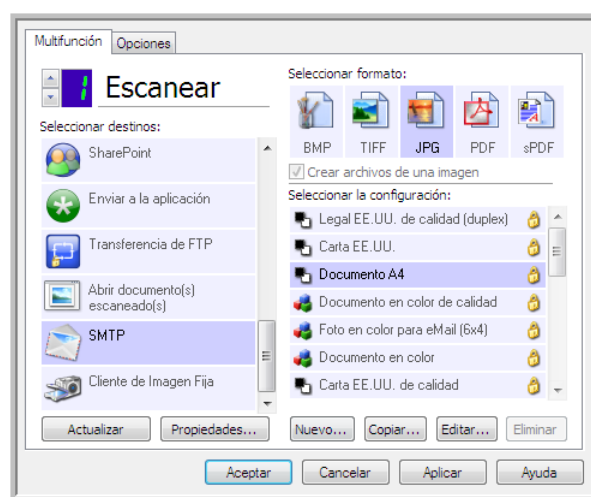 Multifunción
Opciones
1
Escanear
Seleccionar destinos:
SharePoint
Enviar a la aplicación
Transferencia de FTP
Abrir documento(s)
escaneado(s)
SMTP
Cliente de Imagen Fija
Actualizar
Propiedades...
Seleccionar formato:
BMP
TIFF
JPG
PDF
sPDF
Crear archivos de una imagen
Seleccionar la configuración:
Legal EE.UU. de calidad (duplex)
Carta EE.UU.
Documento A4
Documento en color de calidad
Foto en color para eMail (6x4)
Documento en color
Carta EE.UU. de calidad
Nuevo...
Copiar...
Editar...
Eliminar
Aceptar
Cancelar
Aplicar
Ayuda